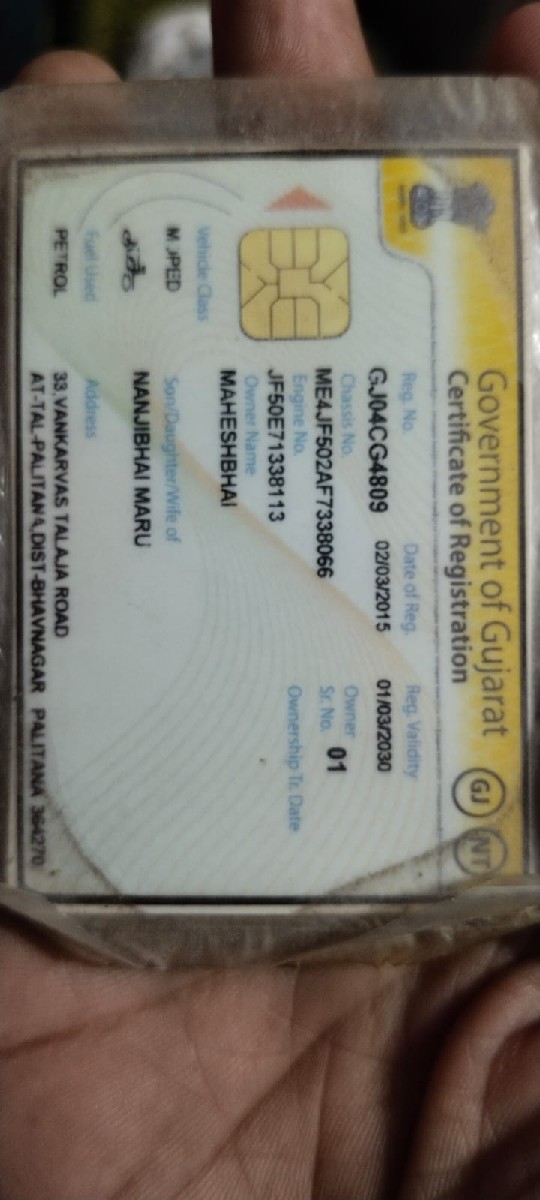 Government of Gujarat
Certificate of Registration
GJ NT
Reg. No. Date of Reg. Reg. Validity
GJ04CG4809 02/03/2015 01/03/2030
Chassis No. Owner
ME4JF502AF7338066 Sr. No. 01
Engine No. Ownership Tr. Date
JF50E71338113
Owner Name
MAHESHBHAI
Vehicle Class
M.JPED
Son/Daughter/Wife of
NANJIBHAI MARU
Fuel Used Address
PETROL 33,VANKARVAS TALAJA ROAD
AT-TAL-PALITANA,DIST-BHAVNAGAR PALITANA 364270